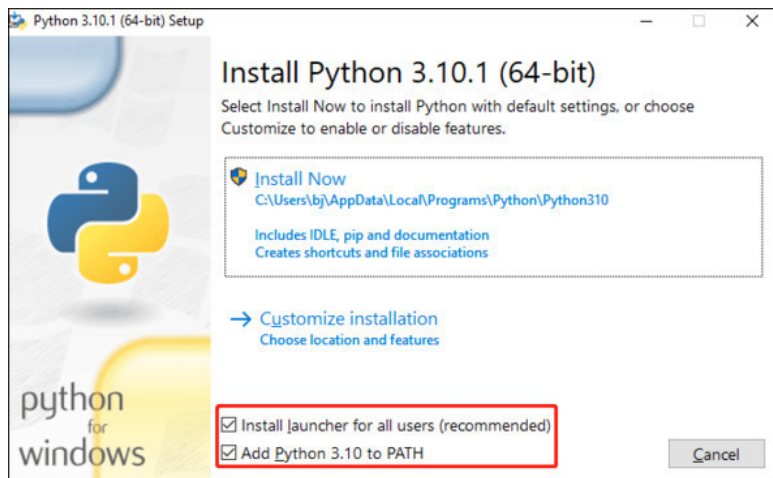 Python 3.10.1 (64-bit) Setup
Install Python 3.10.1 (64-bit)
Select Install Now to install Python with default settings, or choose
Customize to enable or disable features.
Install Now
C:\Users\bj\AppData\Local\Programs\Python\Python310
Includes IDLE, pip and documentation
Creates shortcuts and file associations
Customize installation
Choose location and features
python
for
windows
Install launcher for all users (recommended)
Add Python 3.10 to PATH
Cancel